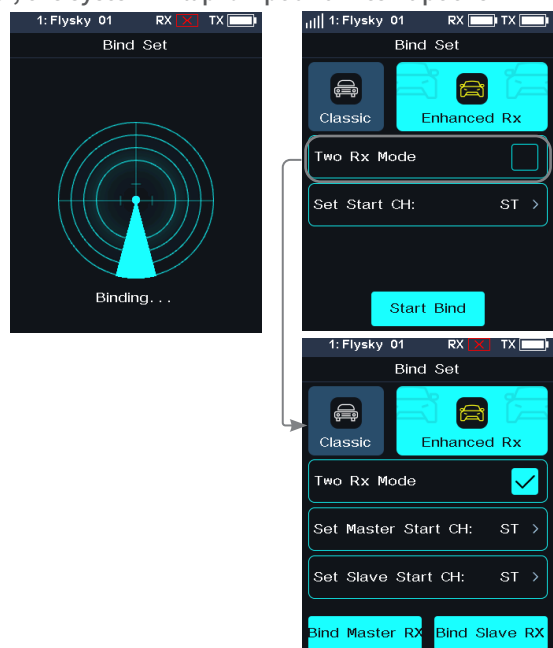 1: Flysky 01 RX TX
Bind Set
Binding...
1: Flysky 01 RX TX
Bind Set
Classic
Enhanced Rx
Two Rx Mode
Set Start CH: ST >
Start Bind
1: Flysky 01 RX TX
Bind Set
Classic
Enhanced Rx
Two Rx Mode
Set Master Start CH: ST >
Set Slave Start CH: ST >
Bind Master RX
Bind Slave RX